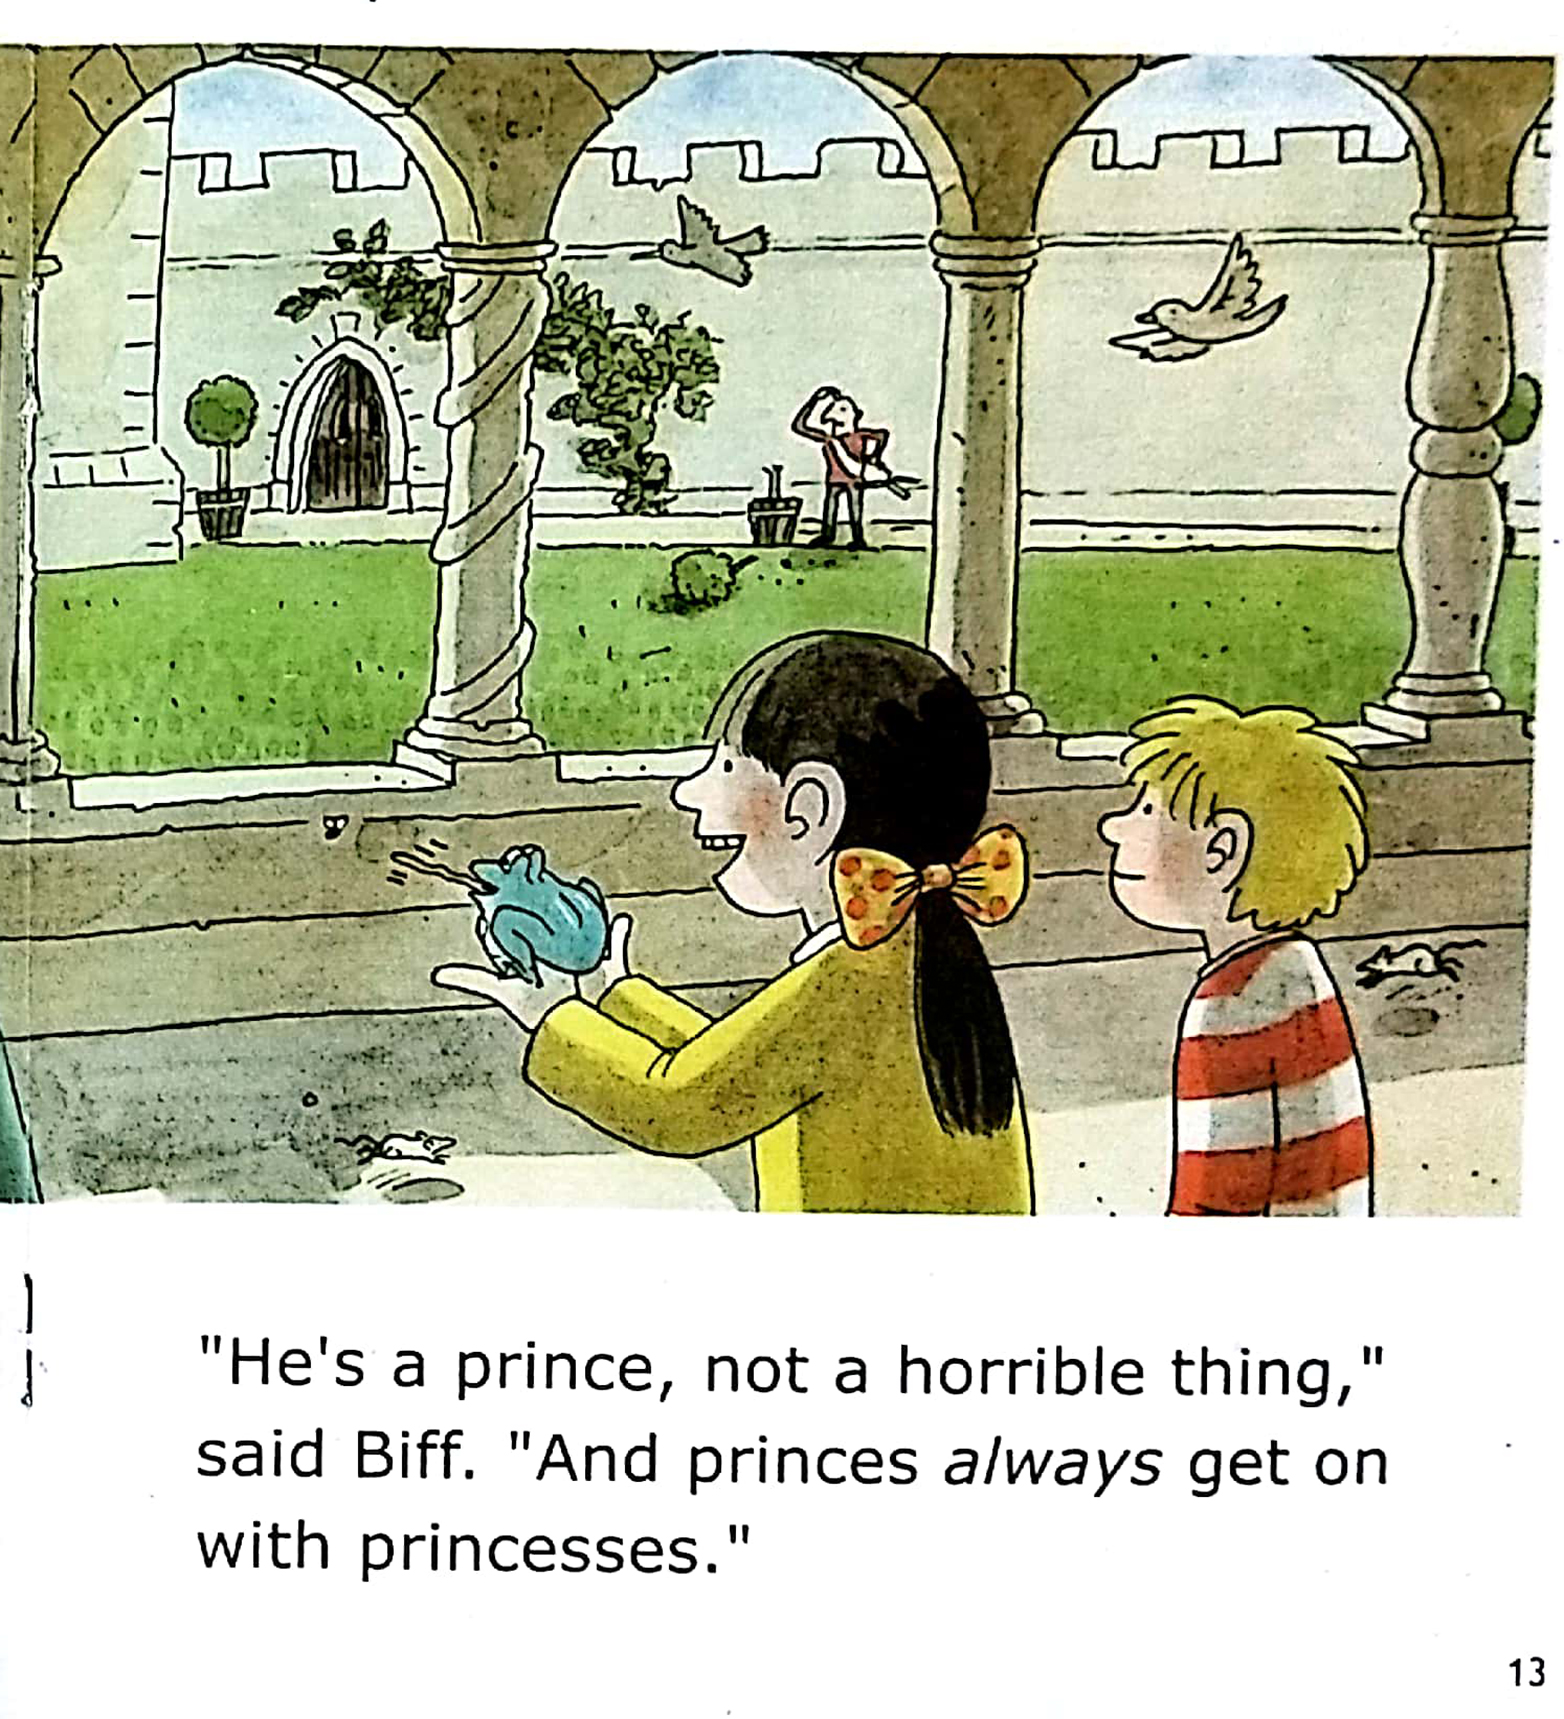 "He's a prince, not a horrible thing,"
said Biff. "And princes always get on
with princesses."
13